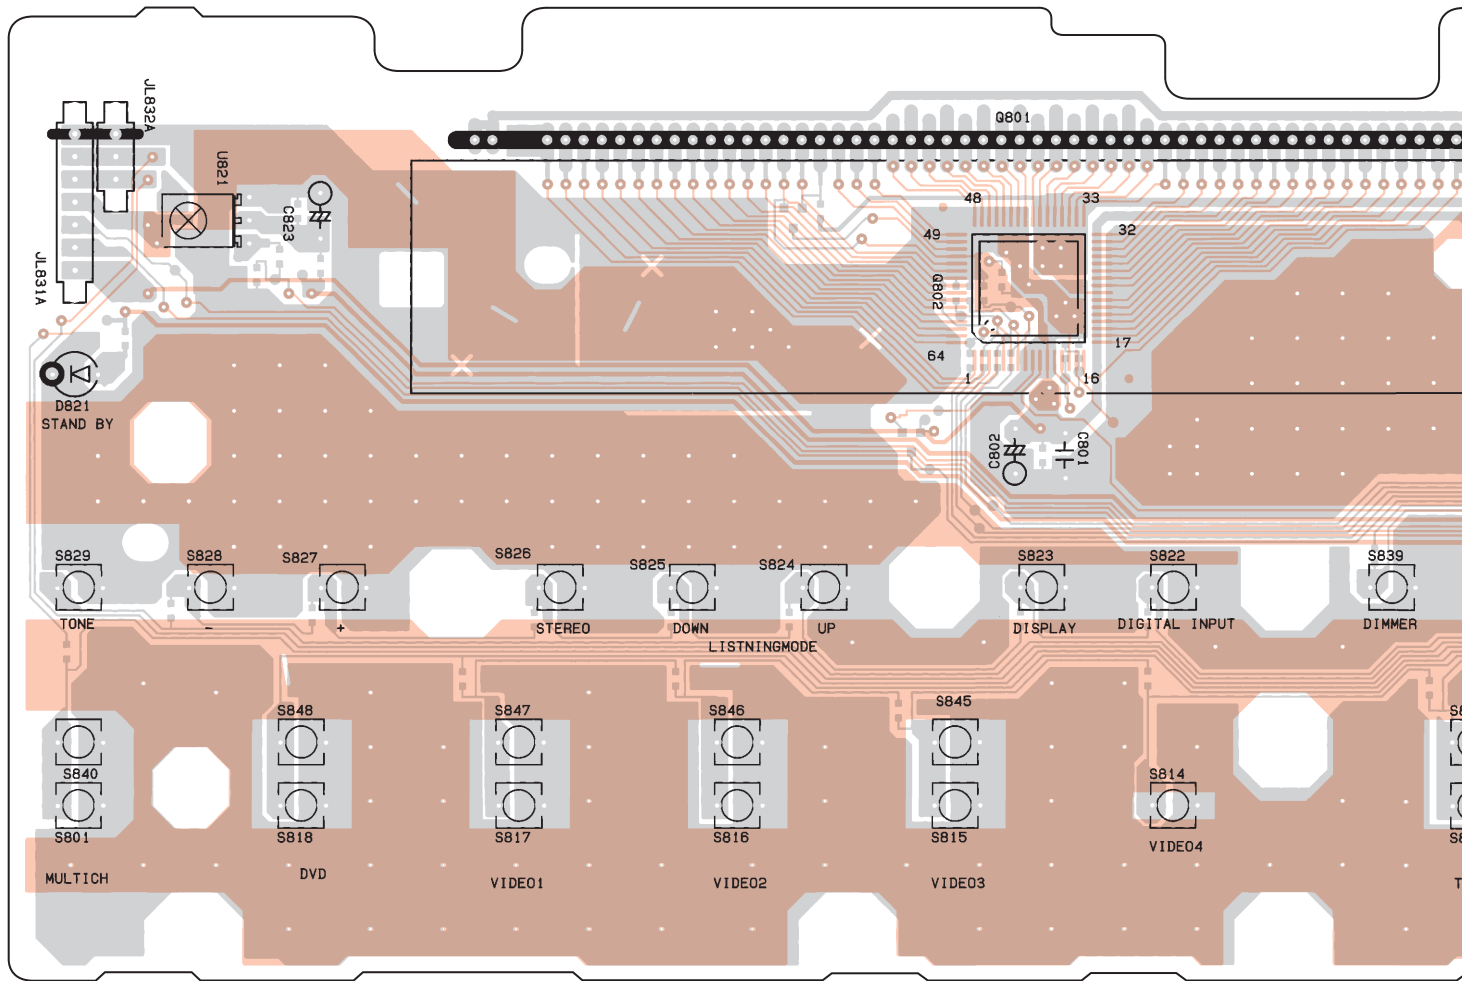 JL832A
Q801
U821
C823
48
33
49
32
JL831A
Q802
64
17
1
16
D821
STAND BY
C802
C801
S829
S828
S827
S826
S825
S824
S823
S822
S839
TONE
-
+
STEREO
DOWN
UP
DISPLAY
DIGITAL INPUT
DIMMER
LISTNINGMODE
S848
S847
S846
S845
S840
S814
S801
S818
S817
S816
S815
VIDEO4
MULTICH
DVD
VIDEO1
VIDEO2
VIDEO3